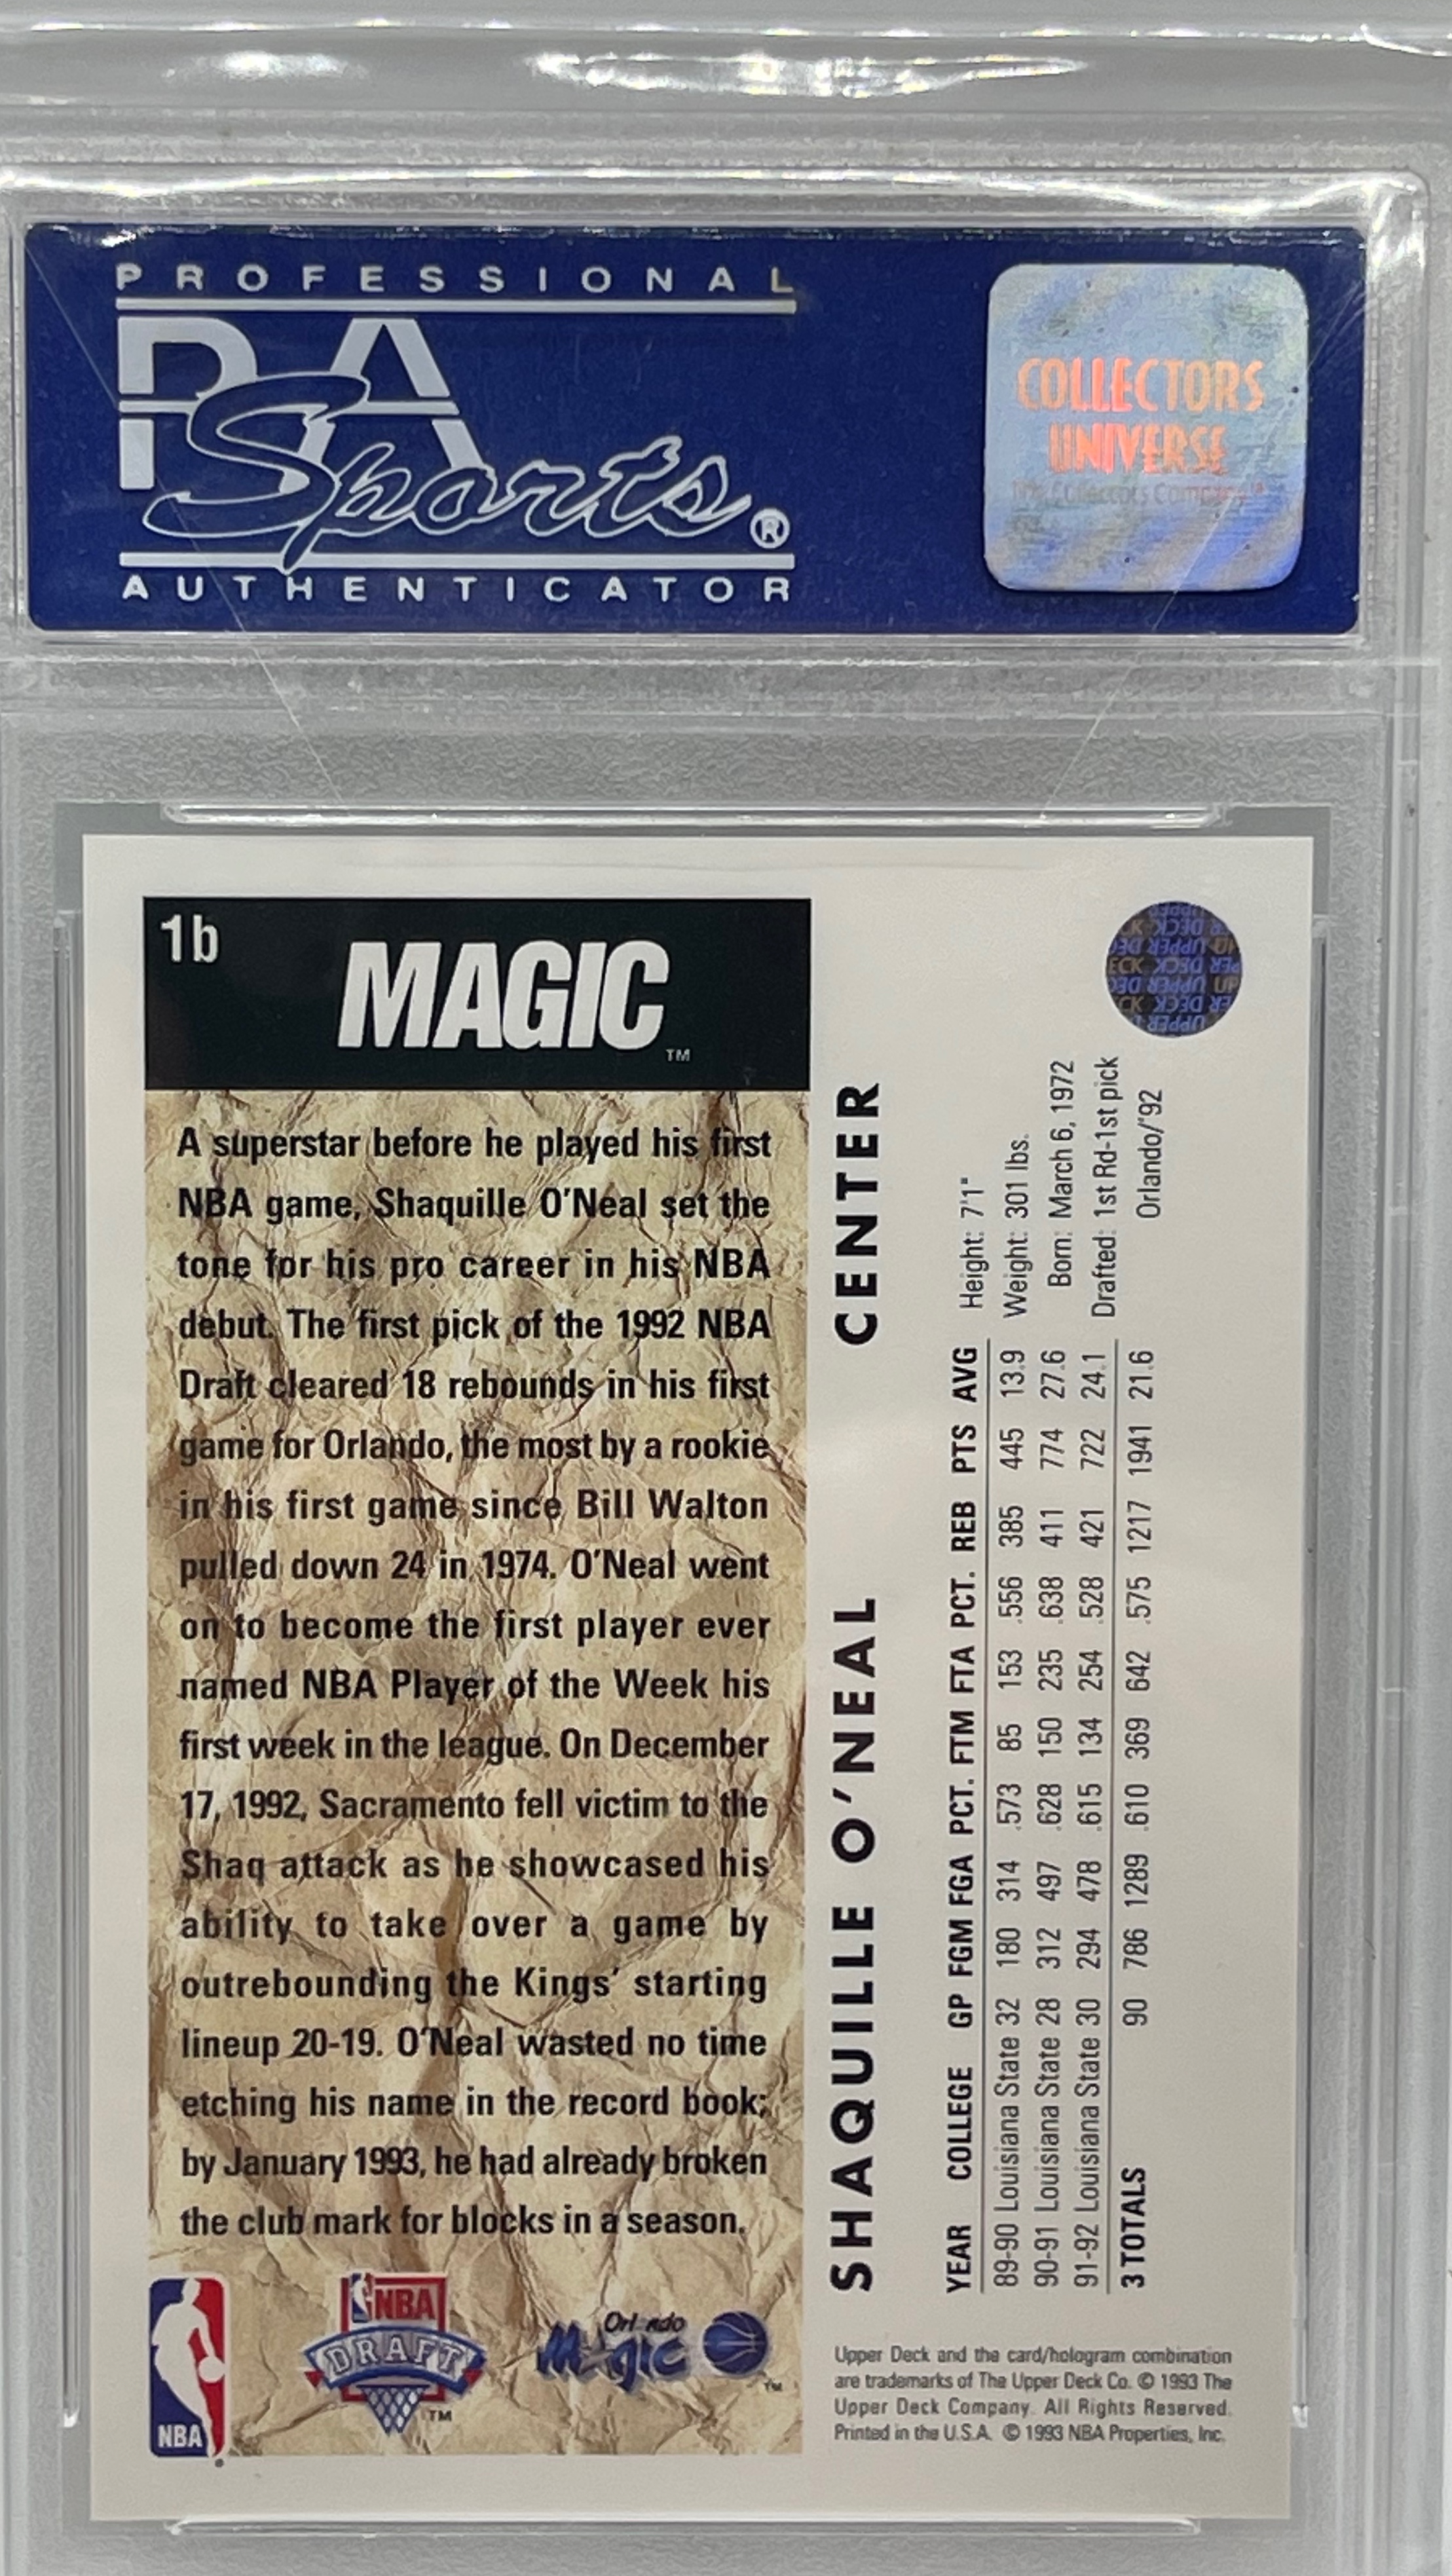 PROFESSIONAL
PSA
Sports®
AUTHENTICATOR
COLLECTORS
UNIVERSE
1b
MAGIC
TM
A superstar before he played his first
NBA game, Shaquille O'Neal set the
tone for his pro career in his NBA
debut. The first pick of the 1992 NBA
Draft cleared 18 rebounds in his first
game for Orlando, the most by a rookie
in his first game since Bill Walton
pulled down 24 in 1974. O'Neal went
on to become the first player ever
named NBA Player of the Week his
first week in the league. On December
17, 1992, Sacramento fell victim to the
Shaq attack as he showcased his
ability to take over a game by
outrebounding the Kings' starting
lineup 20-19. O'Neal wasted no time
etching his name in the record book;
by January 1993, he had already broken
the club mark for blocks in a season.
NBA
NBA
DRAFT
TM
Orlando
Magic
TM
SHAQUILLE O'NEAL CENTER
YEAR COLLEGE GP FGM FGA PCT. FTM FTA PCT. REB PTS AVG
89-90 Louisiana State 32 180 314 .573 85 153 .556 385 445 13.9
90-91 Louisiana State 28 312 497 .628 150 235 .638 411 774 27.6
91-92 Louisiana State 30 294 478 .615 134 254 .528 421 722 24.1
3 TOTALS 90 786 1289 .610 369 642 .575 1217 1941 21.6
Height: 7'1"
Weight: 301 lbs.
Born: March 6, 1972
Drafted: 1st Rd-1st pick
Orlando/'92
UPPER DECK
Upper Deck and the card/hologram combination
are trademarks of The Upper Deck Co. © 1993 The
Upper Deck Company. All Rights Reserved.
Printed in the U.S.A. © 1993 NBA Properties, Inc.